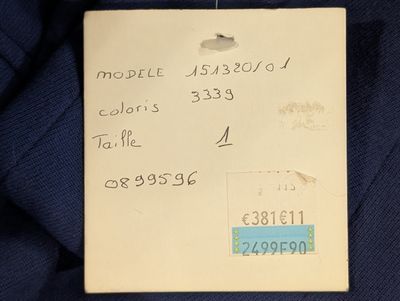 MODELE 151320/01
coloris 3339
Taille 1
0899596
€381€11
2499F90